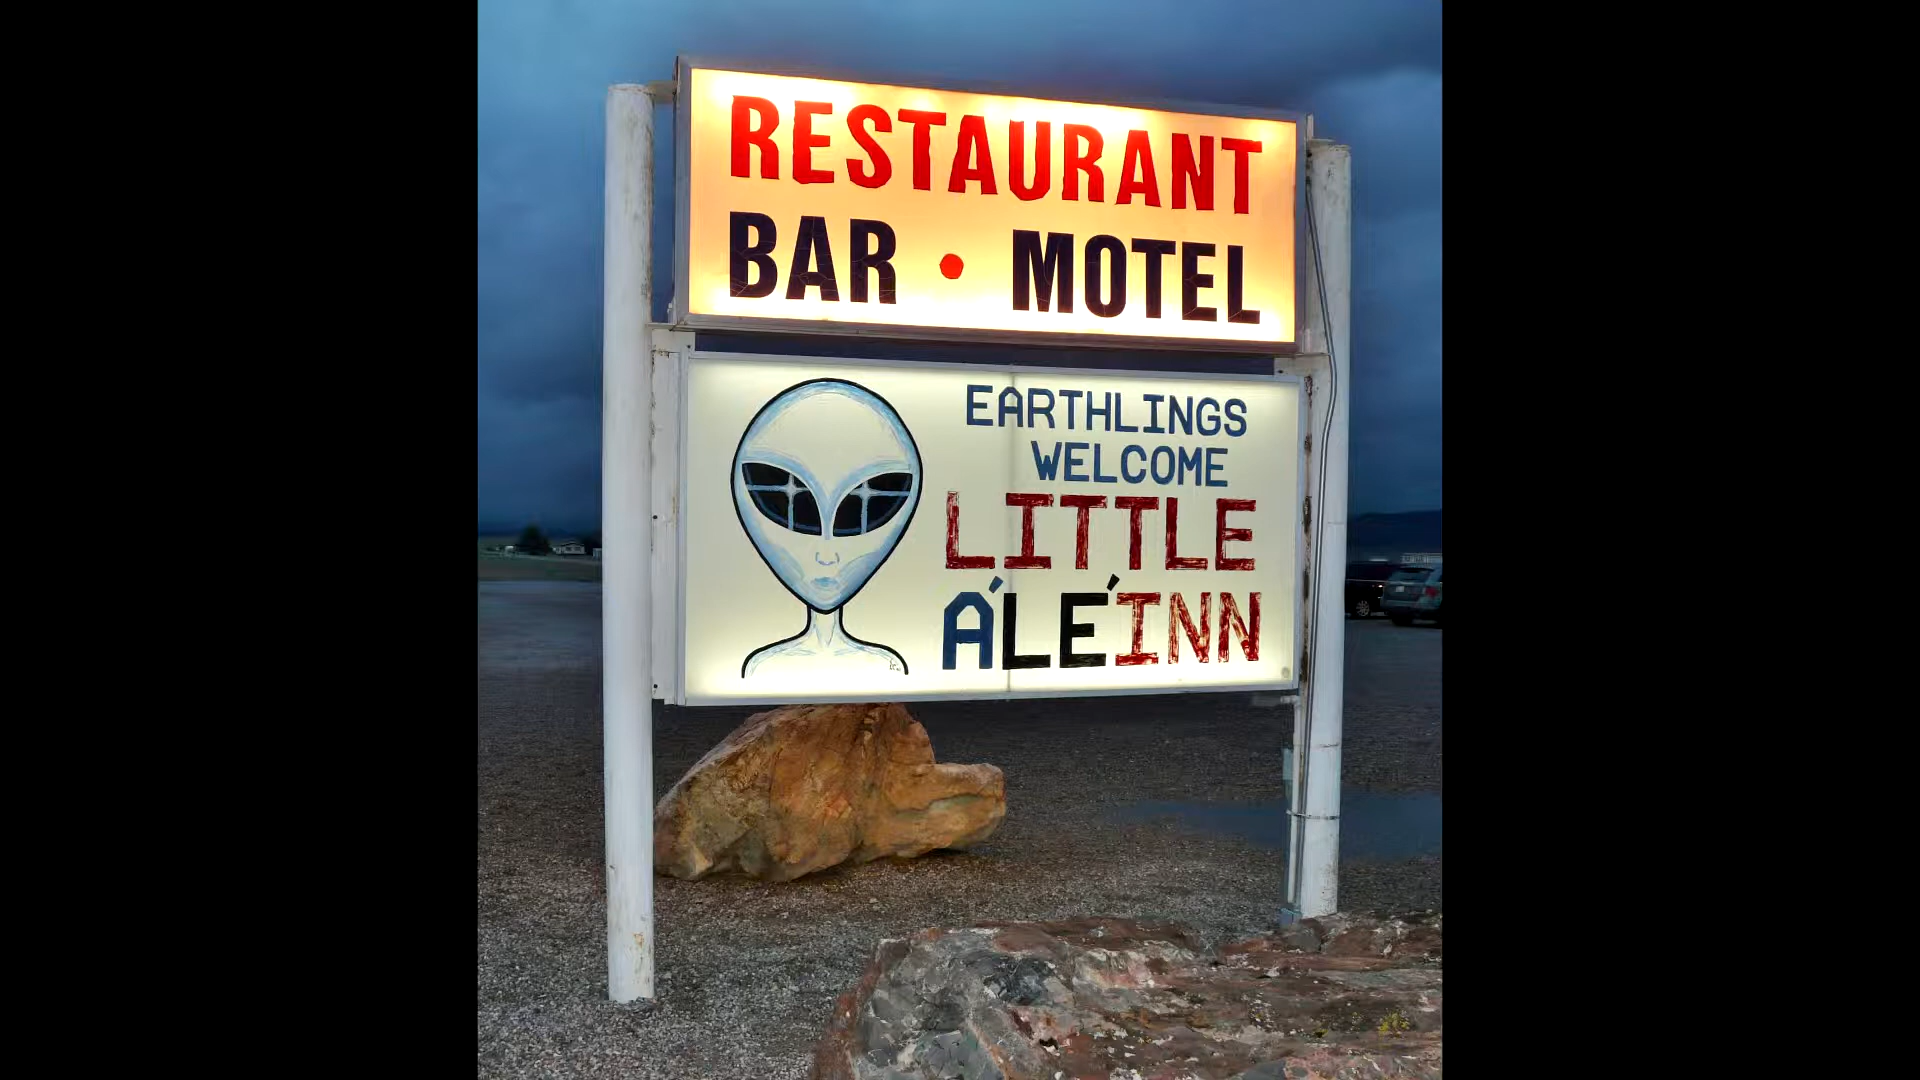 RESTAURANT
BAR • MOTEL
EARTHLINGS
WELCOME
LITTLE
A'LE'INN